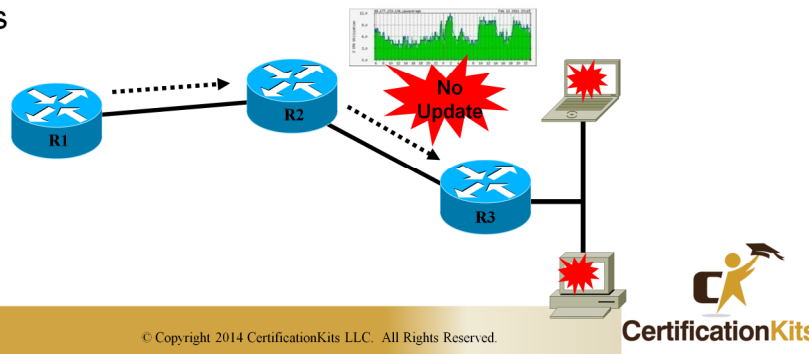 s
No
Update
R1
R2
R3
© Copyright 2014 CertificationKits LLC. All Rights Reserved.
CertificationKits